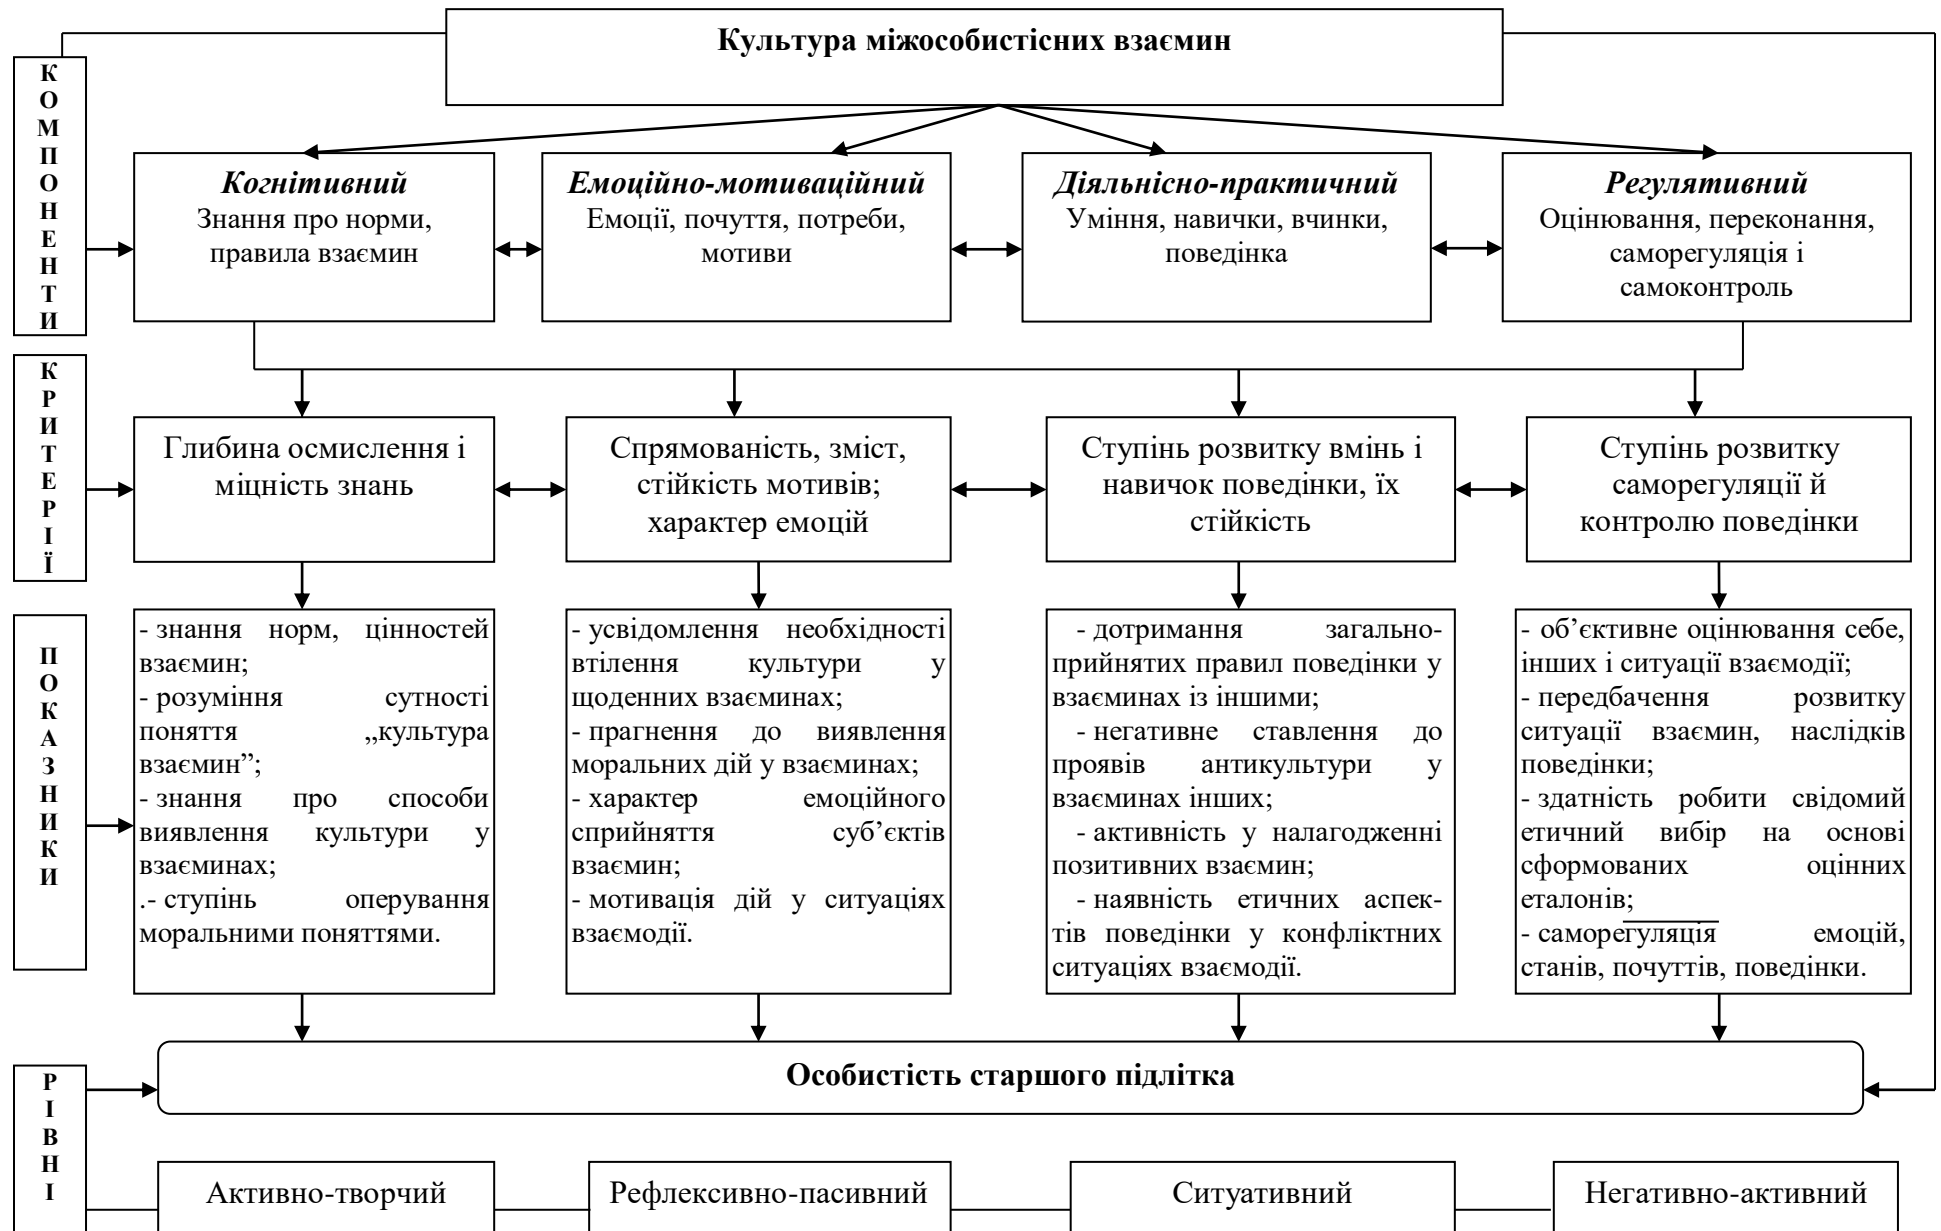 Культура міжособистісних взаємин
КОМПОНЕНТИ
Когнітивний
Знання про норми,
правила взаємин
Емоційно-мотиваційний
Емоції, почуття, потреби,
мотиви
Діяльнісно-практичний
Уміння, навички, вчинки,
поведінка
Регулятивний
Оцінювання, переконання,
саморегуляція і
самоконтроль
КРИТЕРІЇ
Глибина осмислення і
міцність знань
Спрямованість, зміст,
стійкість мотивів;
характер емоцій
Ступінь розвитку вмінь і
навичок поведінки, їх
стійкість
Ступінь розвитку
саморегуляції й
контролю поведінки
ПОКАЗНИКИ
- знання норм, цінностей
взаємин;
- розуміння сутності
поняття „культура
взаємин”;
- знання про способи
виявлення культури у
взаєминах;
.- ступінь оперування
моральними поняттями.
- усвідомлення необхідності
втілення культури у
щоденних взаєминах;
- прагнення до виявлення
моральних дій у взаєминах;
- характер емоційного
сприйняття суб’єктів
взаємин;
- мотивація дій у ситуаціях
взаємодії.
- дотримання загально-
прийнятих правил поведінки у
взаєминах із іншими;
- негативне ставлення до
проявів антикультури у
взаєминах інших;
- активність у налагодженні
позитивних взаємин;
- наявність етичних аспек-
тів поведінки у конфліктних
ситуаціях взаємодії.
- об’єктивне оцінювання себе,
інших і ситуації взаємодії;
- передбачення розвитку
ситуації взаємин, наслідків
поведінки;
- здатність робити свідомий
етичний вибір на основі
сформованих оцінних
еталонів;
- саморегуляція емоцій,
станів, почуттів, поведінки.
РІВНІ
Особистість старшого підлітка
Активно-творчий
Рефлексивно-пасивний
Ситуативний
Негативно-активний